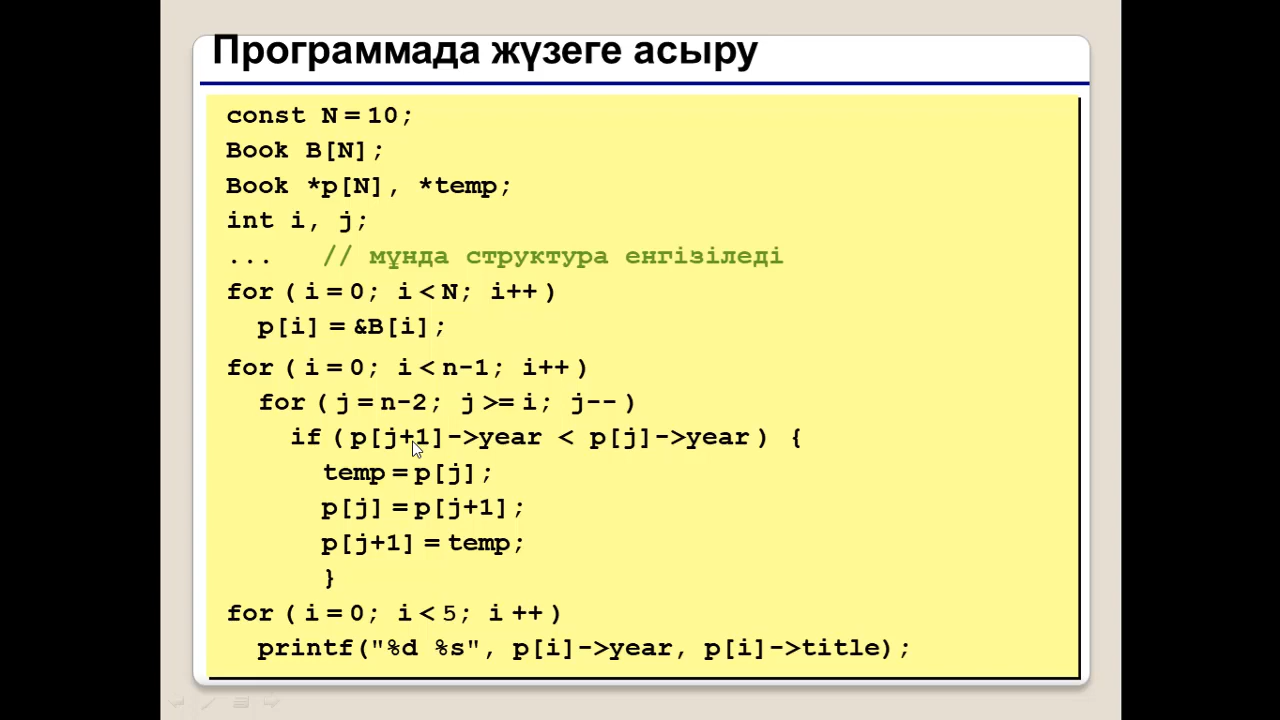 Программада жүзеге асыру
const N = 10;
Book B[N];
Book *p[N], *temp;
int i, j;
... // мұнда структура енгізіледі
for ( i = 0; i < N; i++ )
p[i] = &B[i];
for ( i = 0; i < n-1; i++ )
for ( j = n-2; j >= i; j-- )
if ( p[j+1]->year < p[j]->year ) {
temp = p[j];
p[j] = p[j+1];
p[j+1] = temp;
}
for ( i = 0; i < 5; i ++ )
printf("%d %s", p[i]->year, p[i]->title);